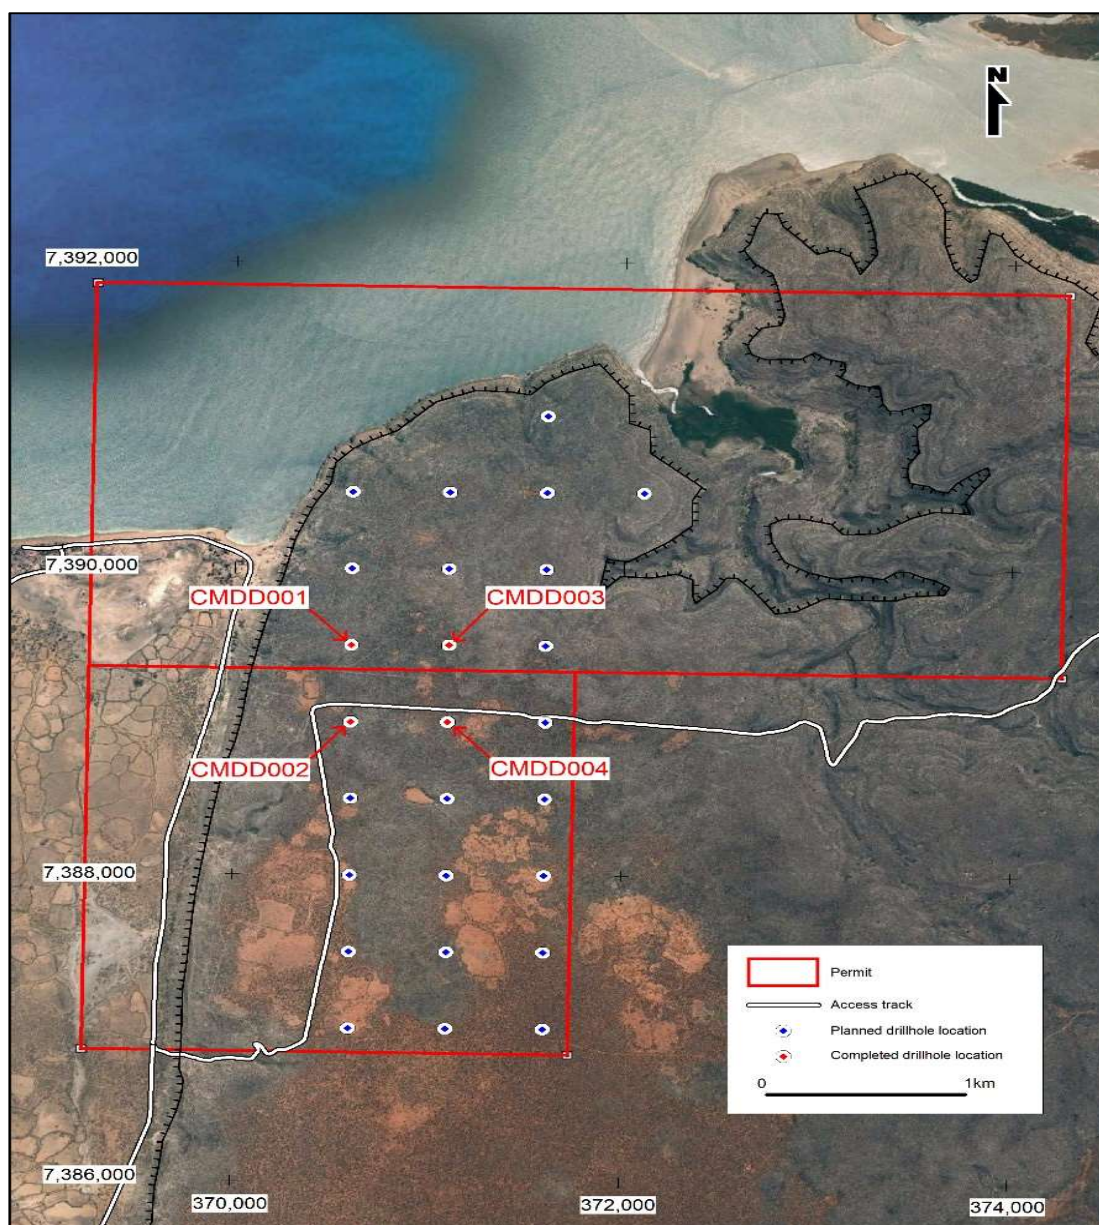 N
7,392,000
7,390,000
CMDD001
CMDD003
CMDD002
CMDD004
7,388,000
Permit
Access track
Planned drillhole location
Completed drillhole location
0 1km
7,386,000
370,000
372,000
374,000